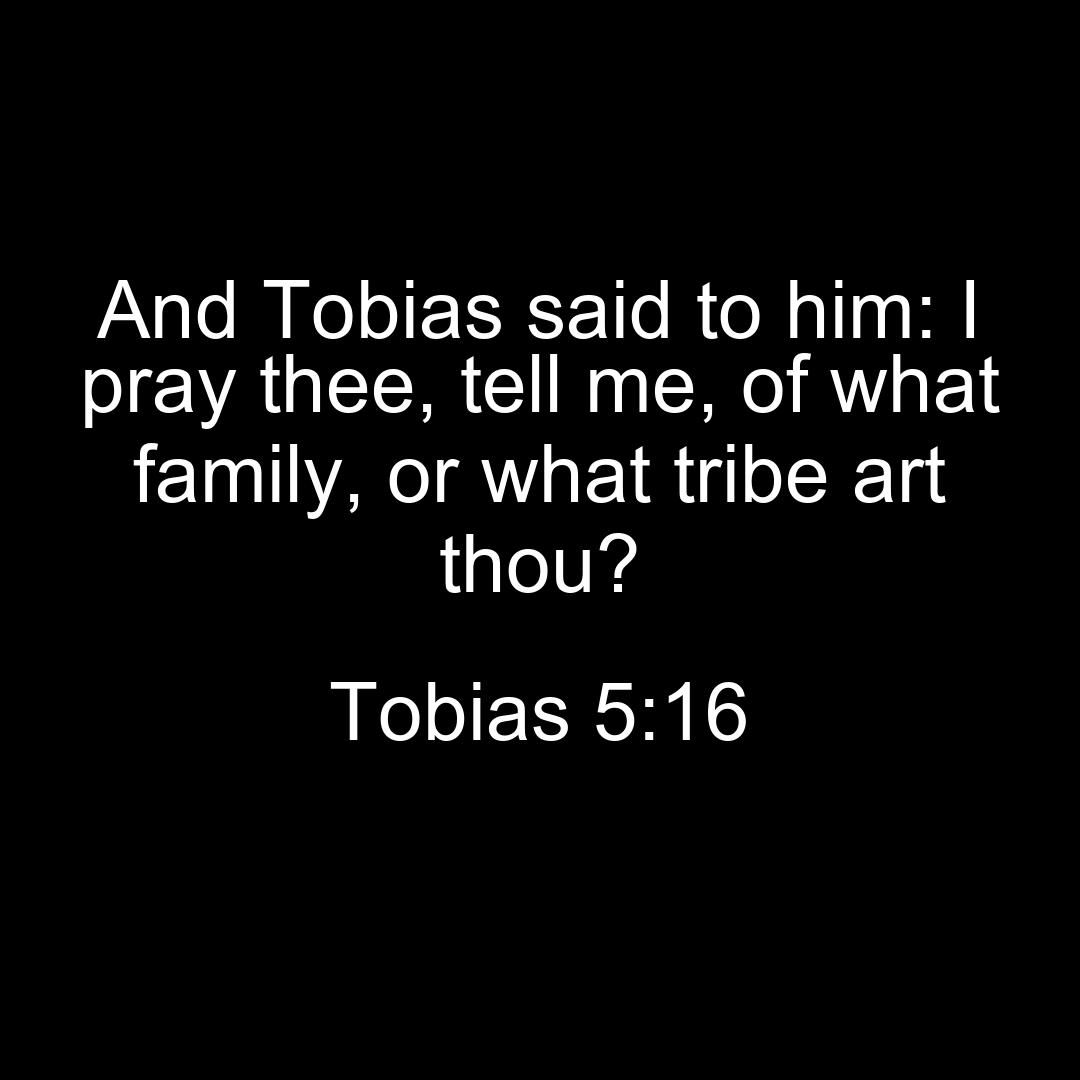 And Tobias said to him: I
pray thee, tell me, of what
family, or what tribe art
thou?
Tobias 5:16